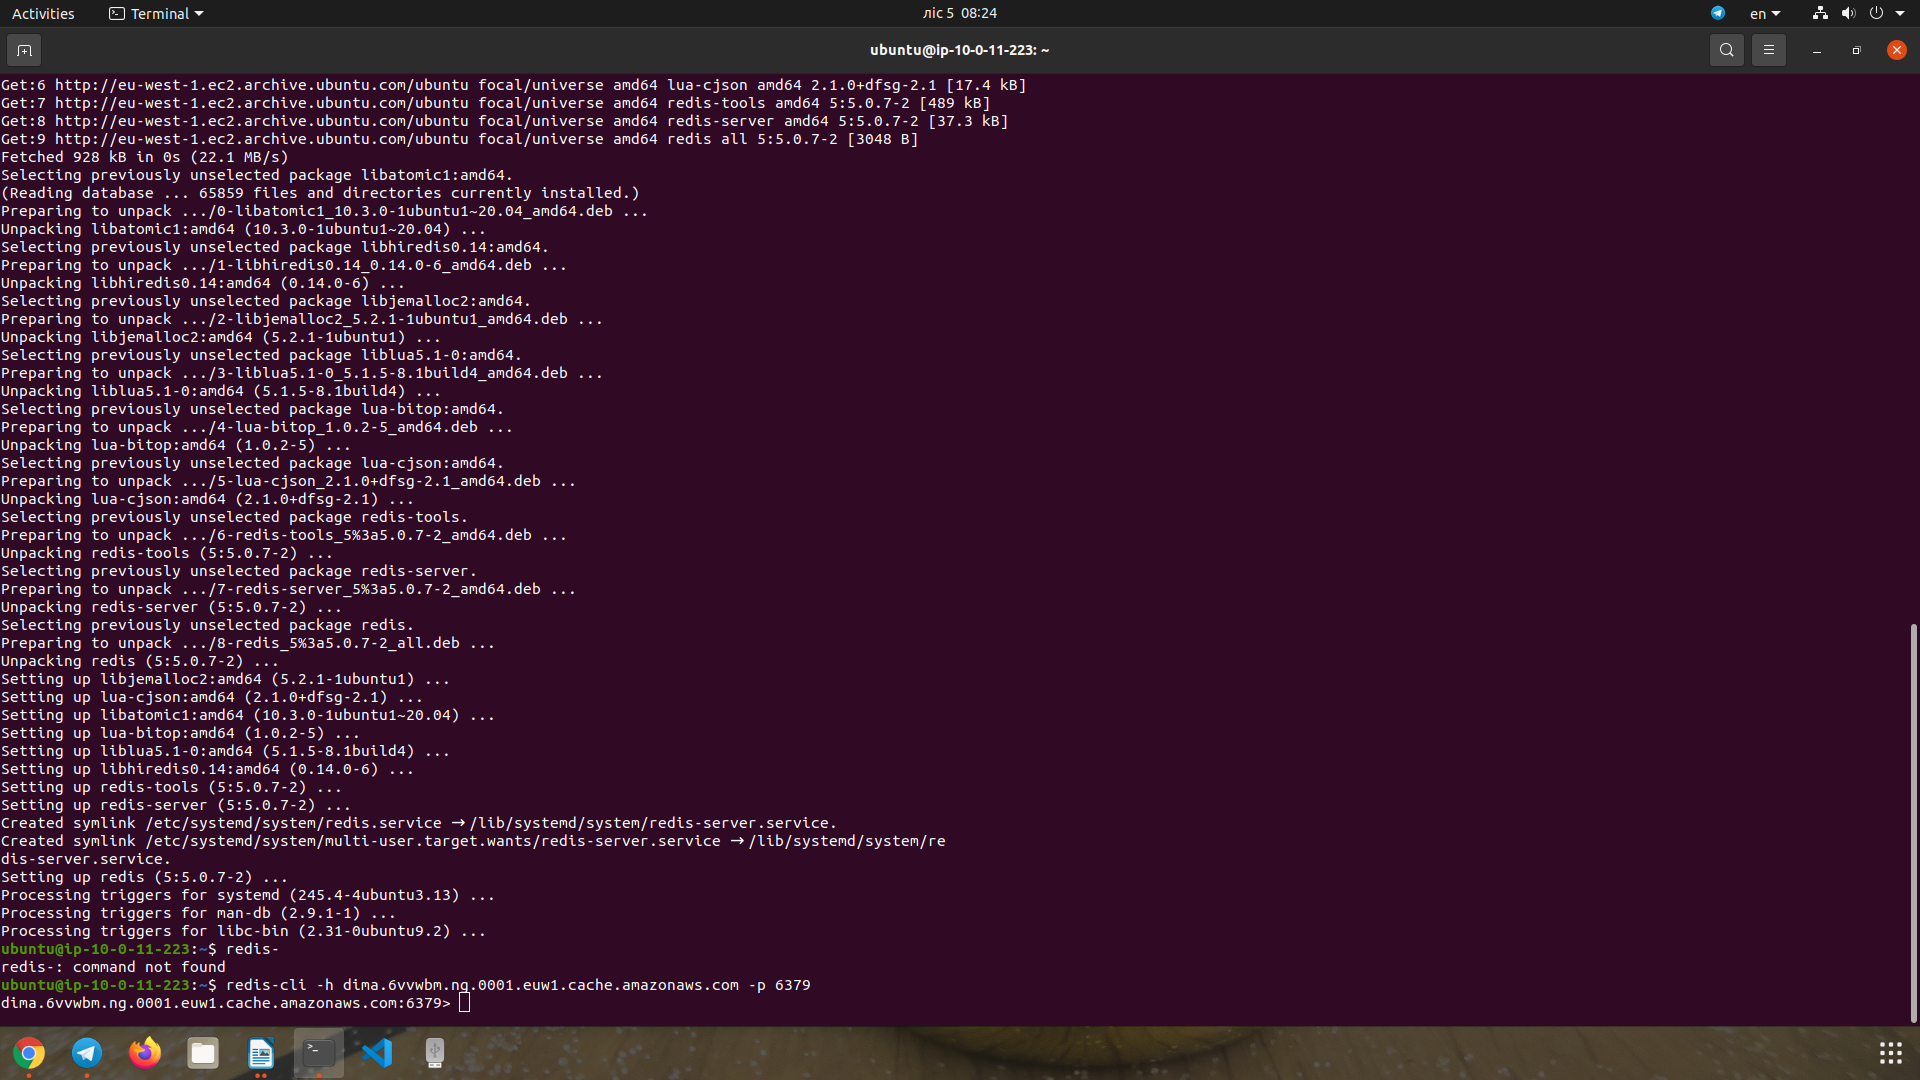 Activities
Terminal
ліс 5 08:24
en
ubuntu@ip-10-0-11-223: ~
Get:6 http://eu-west-1.ec2.archive.ubuntu.com/ubuntu focal/universe amd64 lua-cjson amd64 2.1.0+dfsg-2.1 [17.4 kB]
Get:7 http://eu-west-1.ec2.archive.ubuntu.com/ubuntu focal/universe amd64 redis-tools amd64 5:5.0.7-2 [489 kB]
Get:8 http://eu-west-1.ec2.archive.ubuntu.com/ubuntu focal/universe amd64 redis-server amd64 5:5.0.7-2 [37.3 kB]
Get:9 http://eu-west-1.ec2.archive.ubuntu.com/ubuntu focal/universe amd64 redis all 5:5.0.7-2 [3048 B]
Fetched 928 kB in 0s (22.1 MB/s)
Selecting previously unselected package libatomic1:amd64.
(Reading database ... 65859 files and directories currently installed.)
Preparing to unpack .../0-libatomic1_10.3.0-1ubuntu1~20.04_amd64.deb ...
Unpacking libatomic1:amd64 (10.3.0-1ubuntu1~20.04) ...
Selecting previously unselected package libhiredis0.14:amd64.
Preparing to unpack .../1-libhiredis0.14_0.14.0-6_amd64.deb ...
Unpacking libhiredis0.14:amd64 (0.14.0-6) ...
Selecting previously unselected package libjemalloc2:amd64.
Preparing to unpack .../2-libjemalloc2_5.2.1-1ubuntu1_amd64.deb ...
Unpacking libjemalloc2:amd64 (5.2.1-1ubuntu1) ...
Selecting previously unselected package liblua5.1-0:amd64.
Preparing to unpack .../3-liblua5.1-0_5.1.5-8.1build4_amd64.deb ...
Unpacking liblua5.1-0:amd64 (5.1.5-8.1build4) ...
Selecting previously unselected package lua-bitop:amd64.
Preparing to unpack .../4-lua-bitop_1.0.2-5_amd64.deb ...
Unpacking lua-bitop:amd64 (1.0.2-5) ...
Selecting previously unselected package lua-cjson:amd64.
Preparing to unpack .../5-lua-cjson_2.1.0+dfsg-2.1_amd64.deb ...
Unpacking lua-cjson:amd64 (2.1.0+dfsg-2.1) ...
Selecting previously unselected package redis-tools.
Preparing to unpack .../6-redis-tools_5%3a5.0.7-2_amd64.deb ...
Unpacking redis-tools (5:5.0.7-2) ...
Selecting previously unselected package redis-server.
Preparing to unpack .../7-redis-server_5%3a5.0.7-2_amd64.deb ...
Unpacking redis-server (5:5.0.7-2) ...
Selecting previously unselected package redis.
Preparing to unpack .../8-redis_5%3a5.0.7-2_all.deb ...
Unpacking redis (5:5.0.7-2) ...
Setting up libjemalloc2:amd64 (5.2.1-1ubuntu1) ...
Setting up lua-cjson:amd64 (2.1.0+dfsg-2.1) ...
Setting up libatomic1:amd64 (10.3.0-1ubuntu1~20.04) ...
Setting up lua-bitop:amd64 (1.0.2-5) ...
Setting up liblua5.1-0:amd64 (5.1.5-8.1build4) ...
Setting up libhiredis0.14:amd64 (0.14.0-6) ...
Setting up redis-tools (5:5.0.7-2) ...
Setting up redis-server (5:5.0.7-2) ...
Created symlink /etc/systemd/system/redis.service → /lib/systemd/system/redis-server.service.
Created symlink /etc/systemd/system/multi-user.target.wants/redis-server.service → /lib/systemd/system/re
dis-server.service.
Setting up redis (5:5.0.7-2) ...
Processing triggers for systemd (245.4-4ubuntu3.13) ...
Processing triggers for man-db (2.9.1-1) ...
Processing triggers for libc-bin (2.31-0ubuntu9.2) ...
ubuntu@ip-10-0-11-223:~$ redis-
redis-: command not found
ubuntu@ip-10-0-11-223:~$ redis-cli -h dima.6vvwbm.ng.0001.euw1.cache.amazonaws.com -p 6379
dima.6vvwbm.ng.0001.euw1.cache.amazonaws.com:6379>